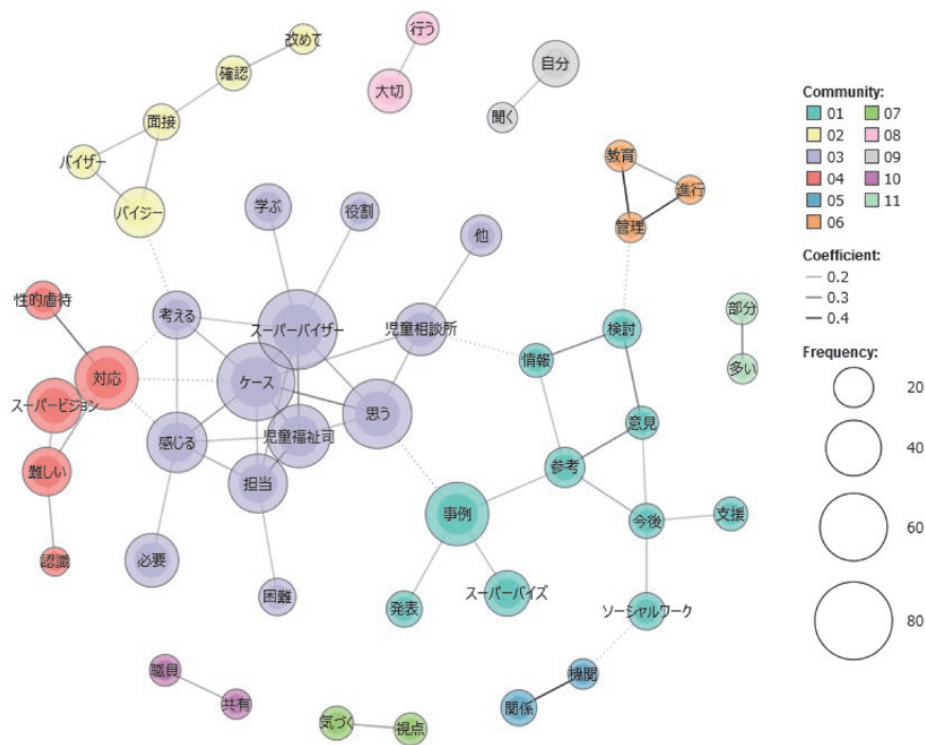 改めて
確認
面接
バイザー
バイジー
行う
大切
自分
聞く
教育
進行
管理
学ぶ
役割
他
考える
スーパーバイザー
児童相談所
ケース
思う
感じる
児童福祉司
担当
必要
困難
性的虐待
対応
スーパービジョン
難しい
認識
情報
検討
意見
参考
今後
支援
事例
発表
スーパーバイズ
ソーシャルワーク
機関
関係
部分
多い
職員
共有
気づく
視点
Community:
01 07
02 08
03 09
04 10
05 11
06
Coefficient:
0.2
0.3
0.4
Frequency:
20
40
60
80